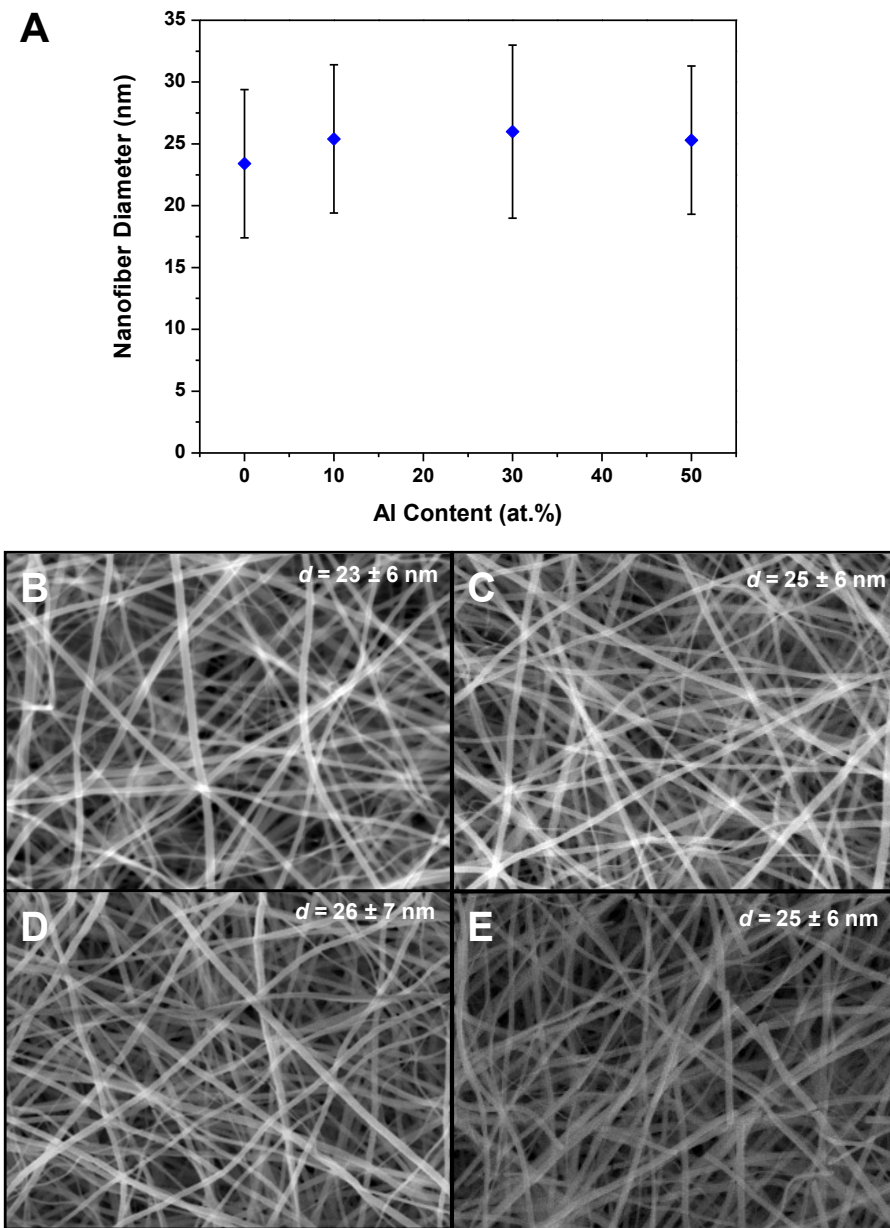 A
35
30
25
20
15
10
5
0
Nanofiber Diameter (nm)
0 10 20 30 40 50
Al Content (at.%)
B d = 23 ± 6 nm
C d = 25 ± 6 nm
D d = 26 ± 7 nm
E d = 25 ± 6 nm